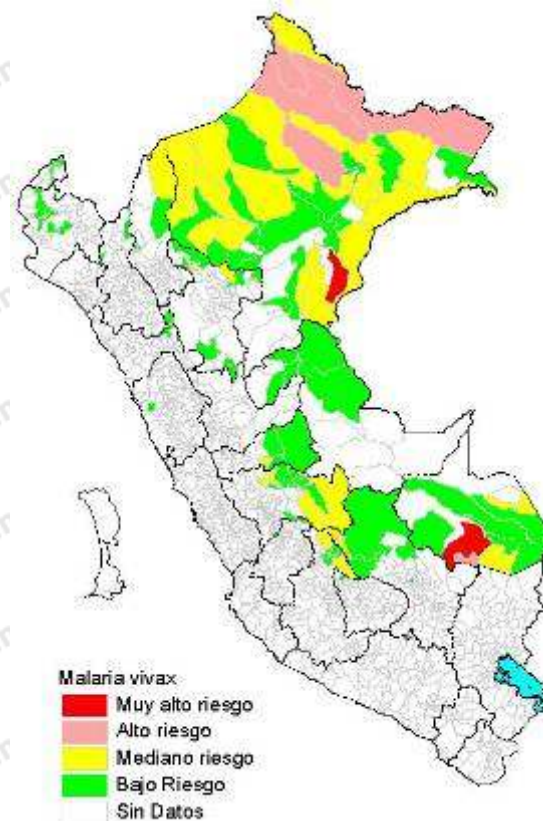 Malaria vivax
Muy alto riesgo
Alto riesgo
Mediano riesgo
Bajo Riesgo
Sin Datos